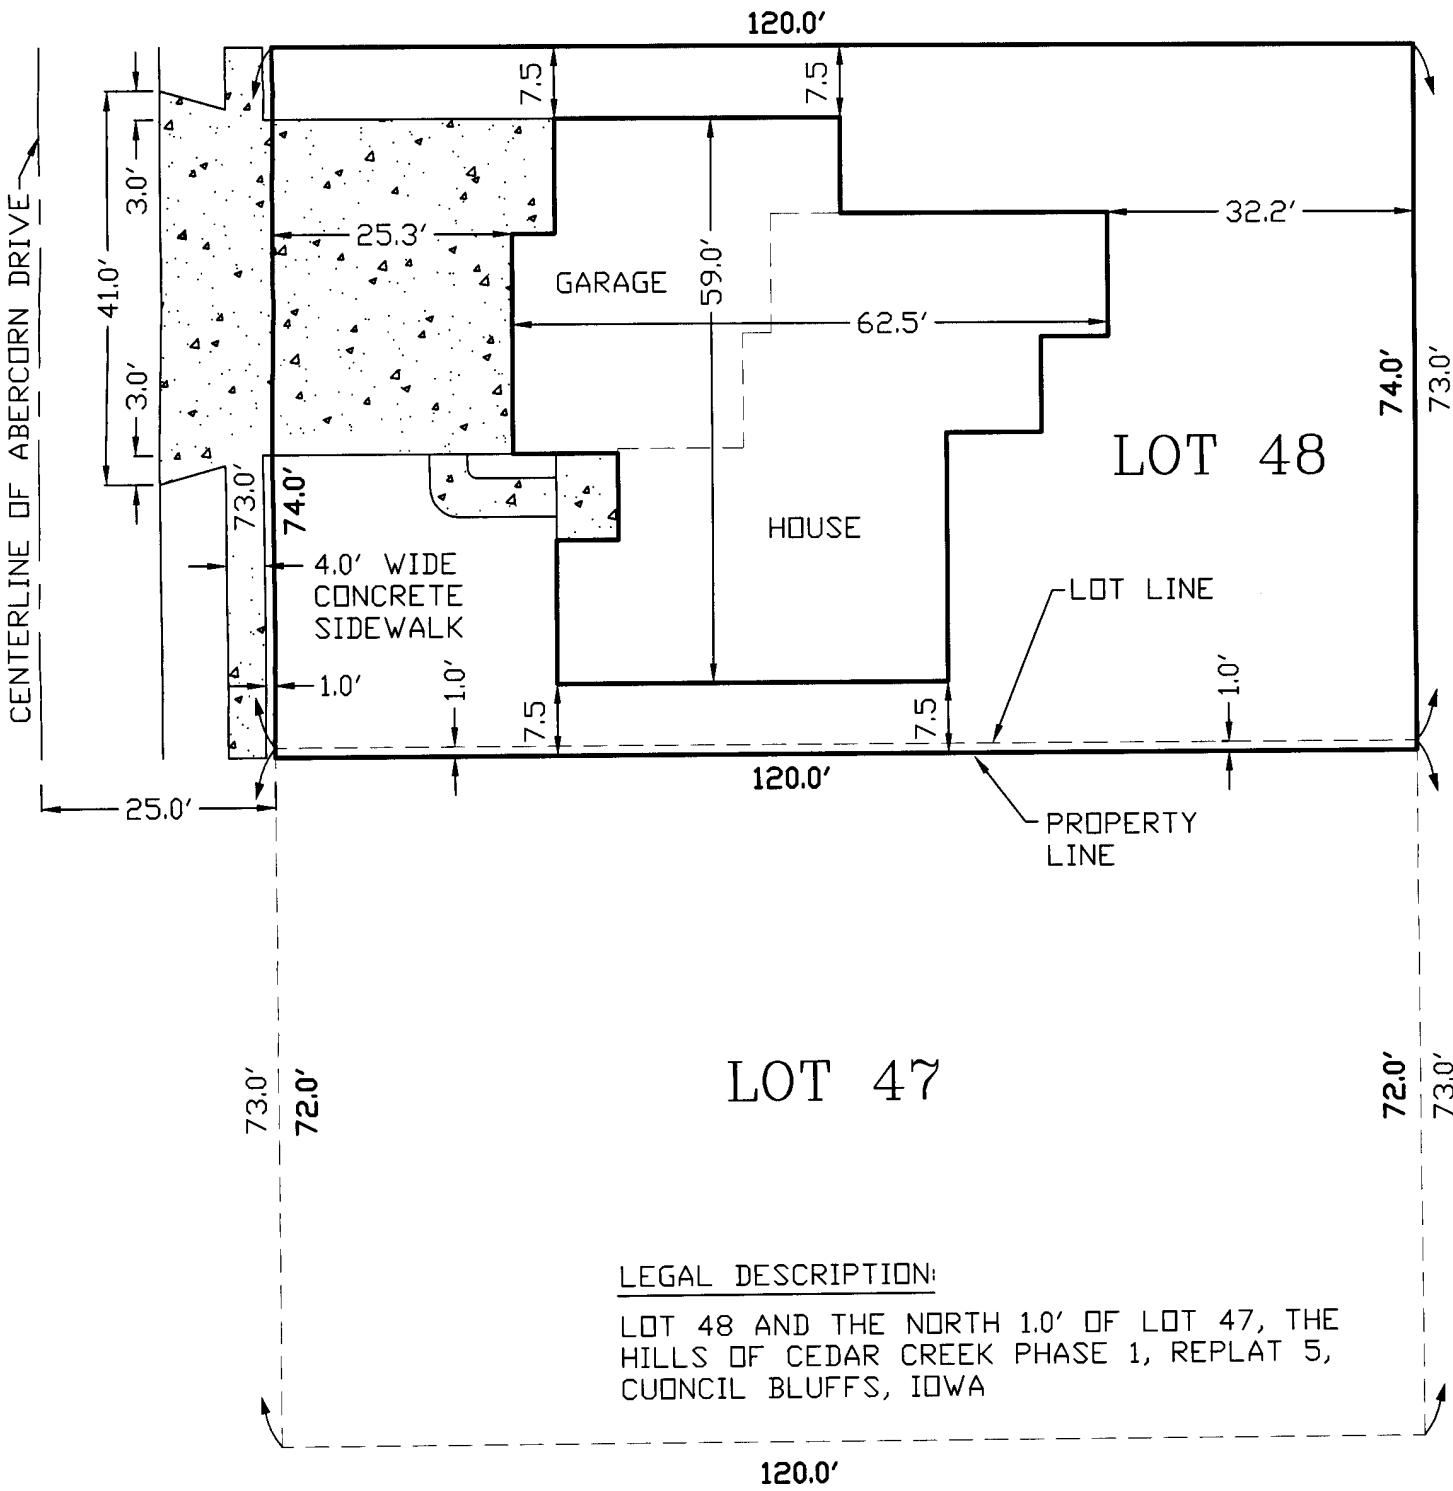 120.0'
7.5
7.5
3.0'
41.0'
3.0'
CENTERLINE OF ABERCORN DRIVE
25.3'
GARAGE
59.0'
62.5'
32.2'
74.0'
73.0'
LOT 48
73.0'
74.0'
HOUSE
4.0' WIDE
CONCRETE
SIDEWALK
LOT LINE
1.0'
1.0'
7.5
7.5
1.0'
120.0'
25.0'
PROPERTY
LINE
LOT 47
73.0'
72.0'
72.0'
73.0'
LEGAL DESCRIPTION:
LOT 48 AND THE NORTH 1.0' OF LOT 47, THE
HILLS OF CEDAR CREEK PHASE 1, REPLAT 5,
CUONCIL BLUFFS, IOWA
120.0'